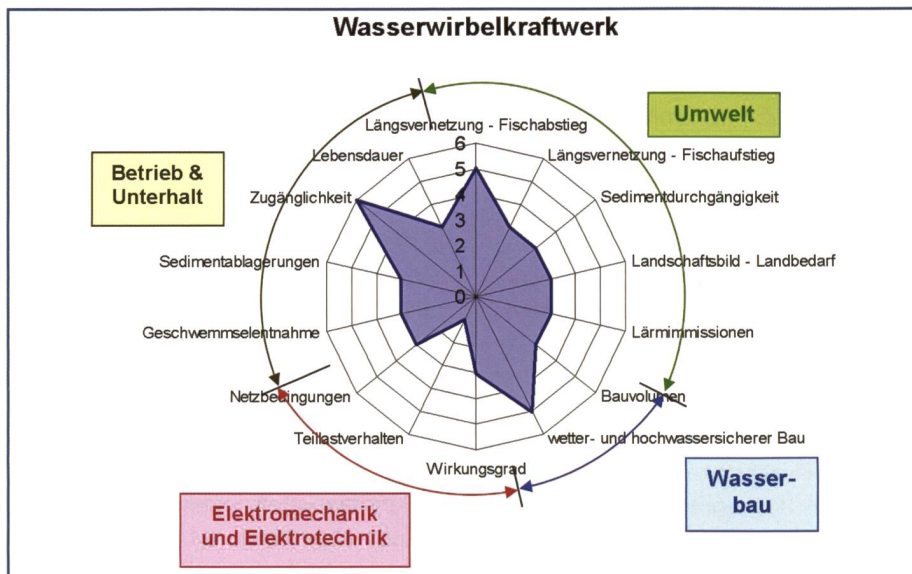 Wasserwirbelkraftwerk
Umwelt
Längsvernetzung - Fischabstieg
Längsvernetzung - Fischaufstieg
Lebensdauer
Betrieb &
Unterhalt
Zugänglichkeit
Sedimentdurchgängigkeit
Sedimentablagerungen
Landschaftsbild - Landbedarf
Geschwemmselentnahme
Lärmimmissionen
Netzbedingungen
Bauvolumen
Teillastverhalten
wetter- und hochwassersicherer Bau
Wirkungsgrad
6
5
4
3
2
1
0
Wasser-
bau
Elektromechanik
und Elektrotechnik